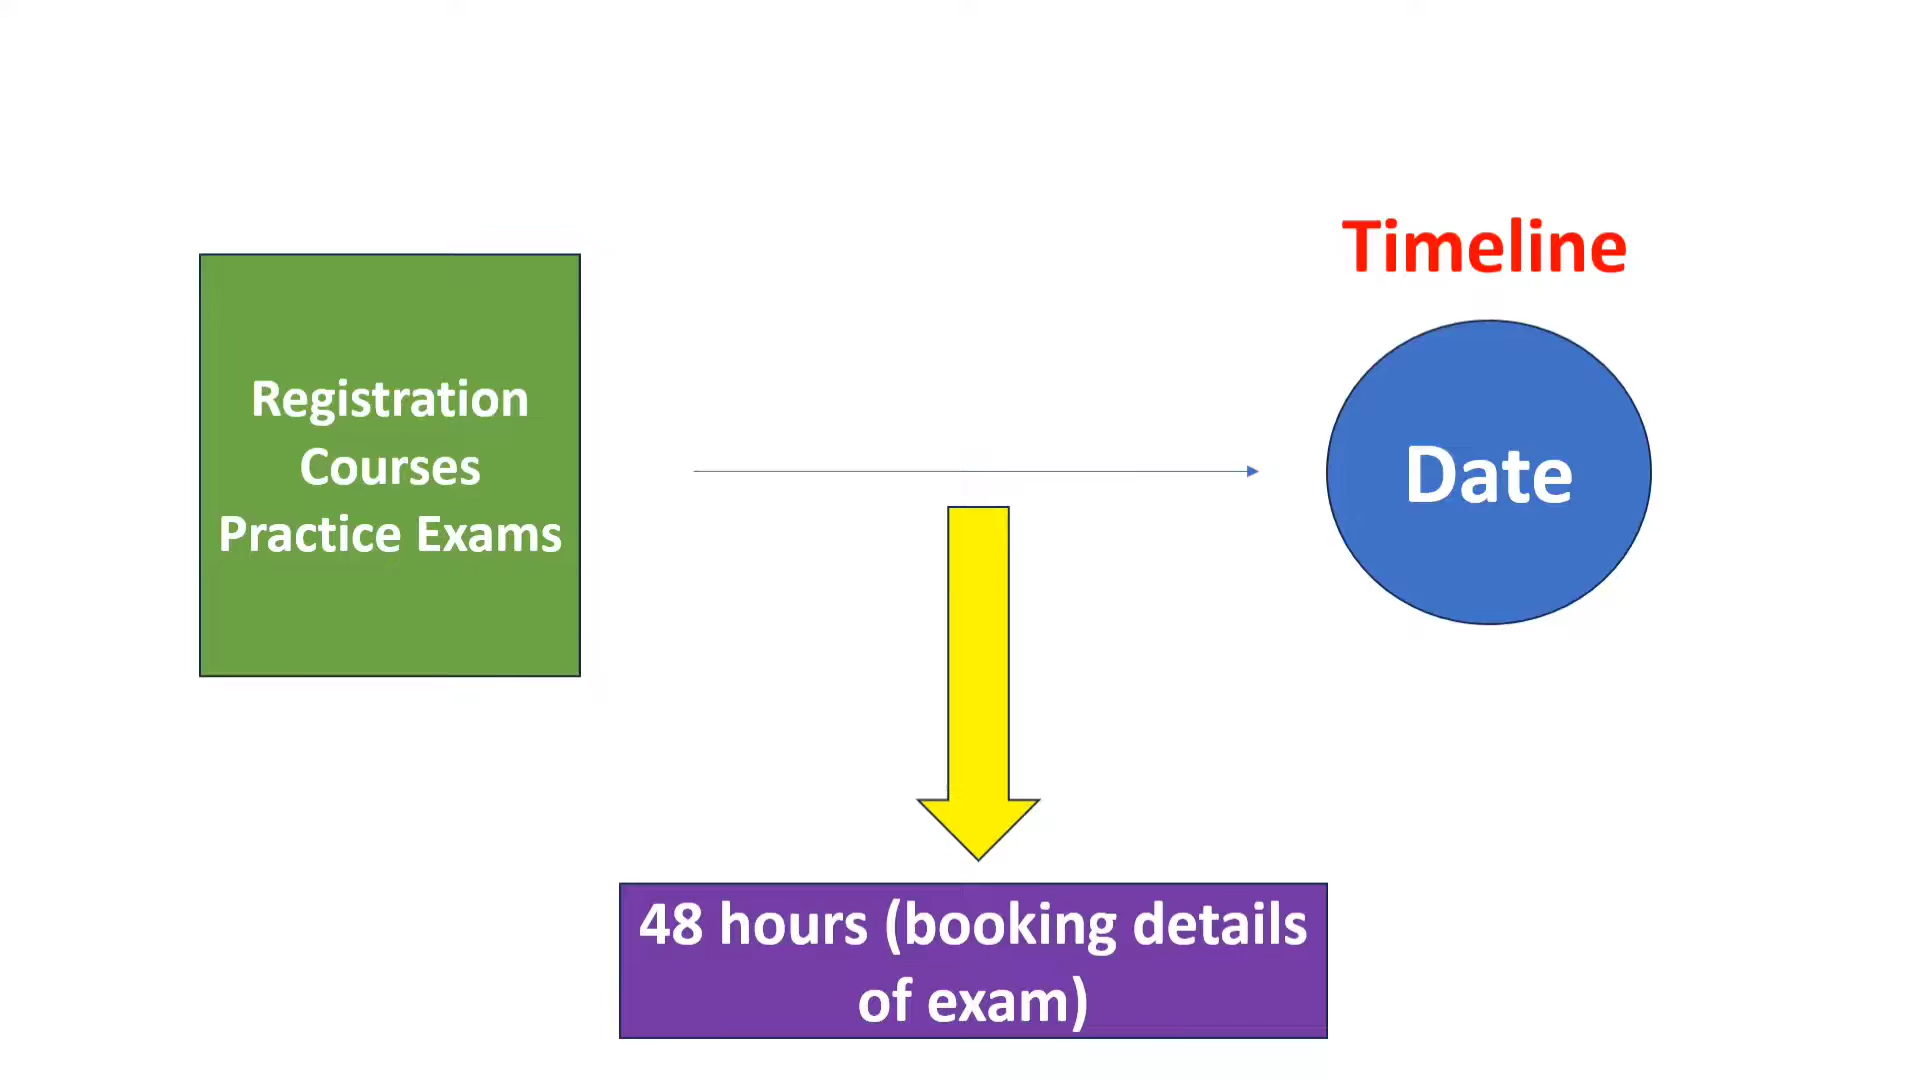 Timeline
Registration
Courses
Practice Exams
Date
48 hours (booking details
of exam)